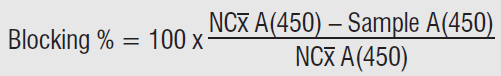 Blocking % = 100 x NCx̅ A(450) – Sample A(450)
NCx̅ A(450)